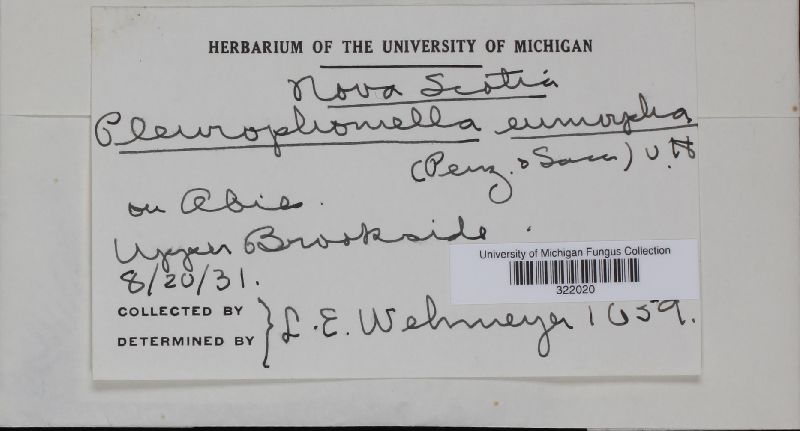 HERBARIUM OF THE UNIVERSITY OF MICHIGAN
Nova Scotia
Pleurophomella eumorpha
(Penz. & Sacc) v. H
on Abies.
Upper Brookside.
8/20/31.
University of Michigan Fungus Collection
322020
COLLECTED BY
DETERMINED BY
L. E. Wehmeyer 1659.